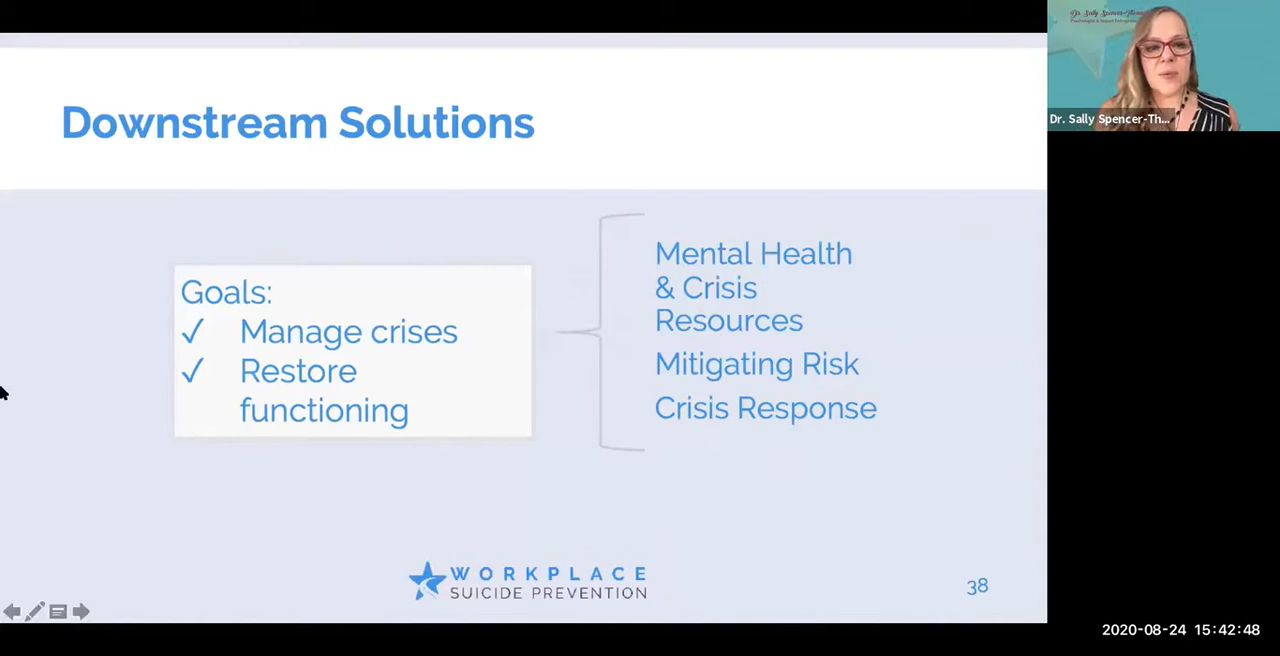 Downstream Solutions
Goals:
✓ Manage crises
✓ Restore
functioning
Mental Health
& Crisis
Resources
Mitigating Risk
Crisis Response
WORKPLACE
SUICIDE PREVENTION
38
Dr. Sally Spencer-Th...
2020-08-24 15:42:48